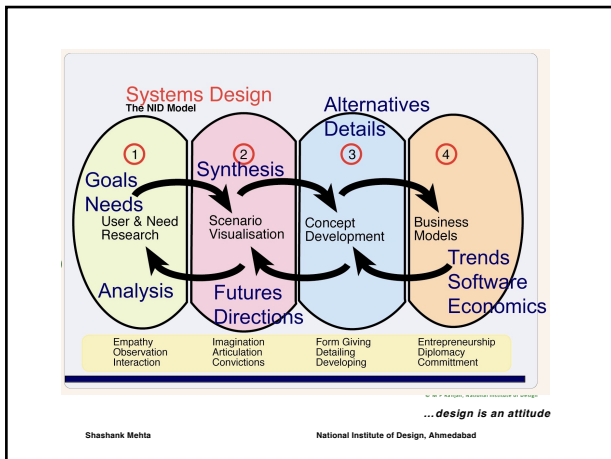 Systems Design
The NID Model
Alternatives
Details
1
2
3
4
Goals
Needs
User & Need
Research
Analysis
Synthesis
Scenario
Visualisation
Futures
Directions
Concept
Development
Business
Models
Trends
Software
Economics
Empathy
Observation
Interaction
Imagination
Articulation
Convictions
Form Giving
Detailing
Developing
Entrepreneurship
Diplomacy
Committment
...design is an attitude
Shashank Mehta
National Institute of Design, Ahmedabad